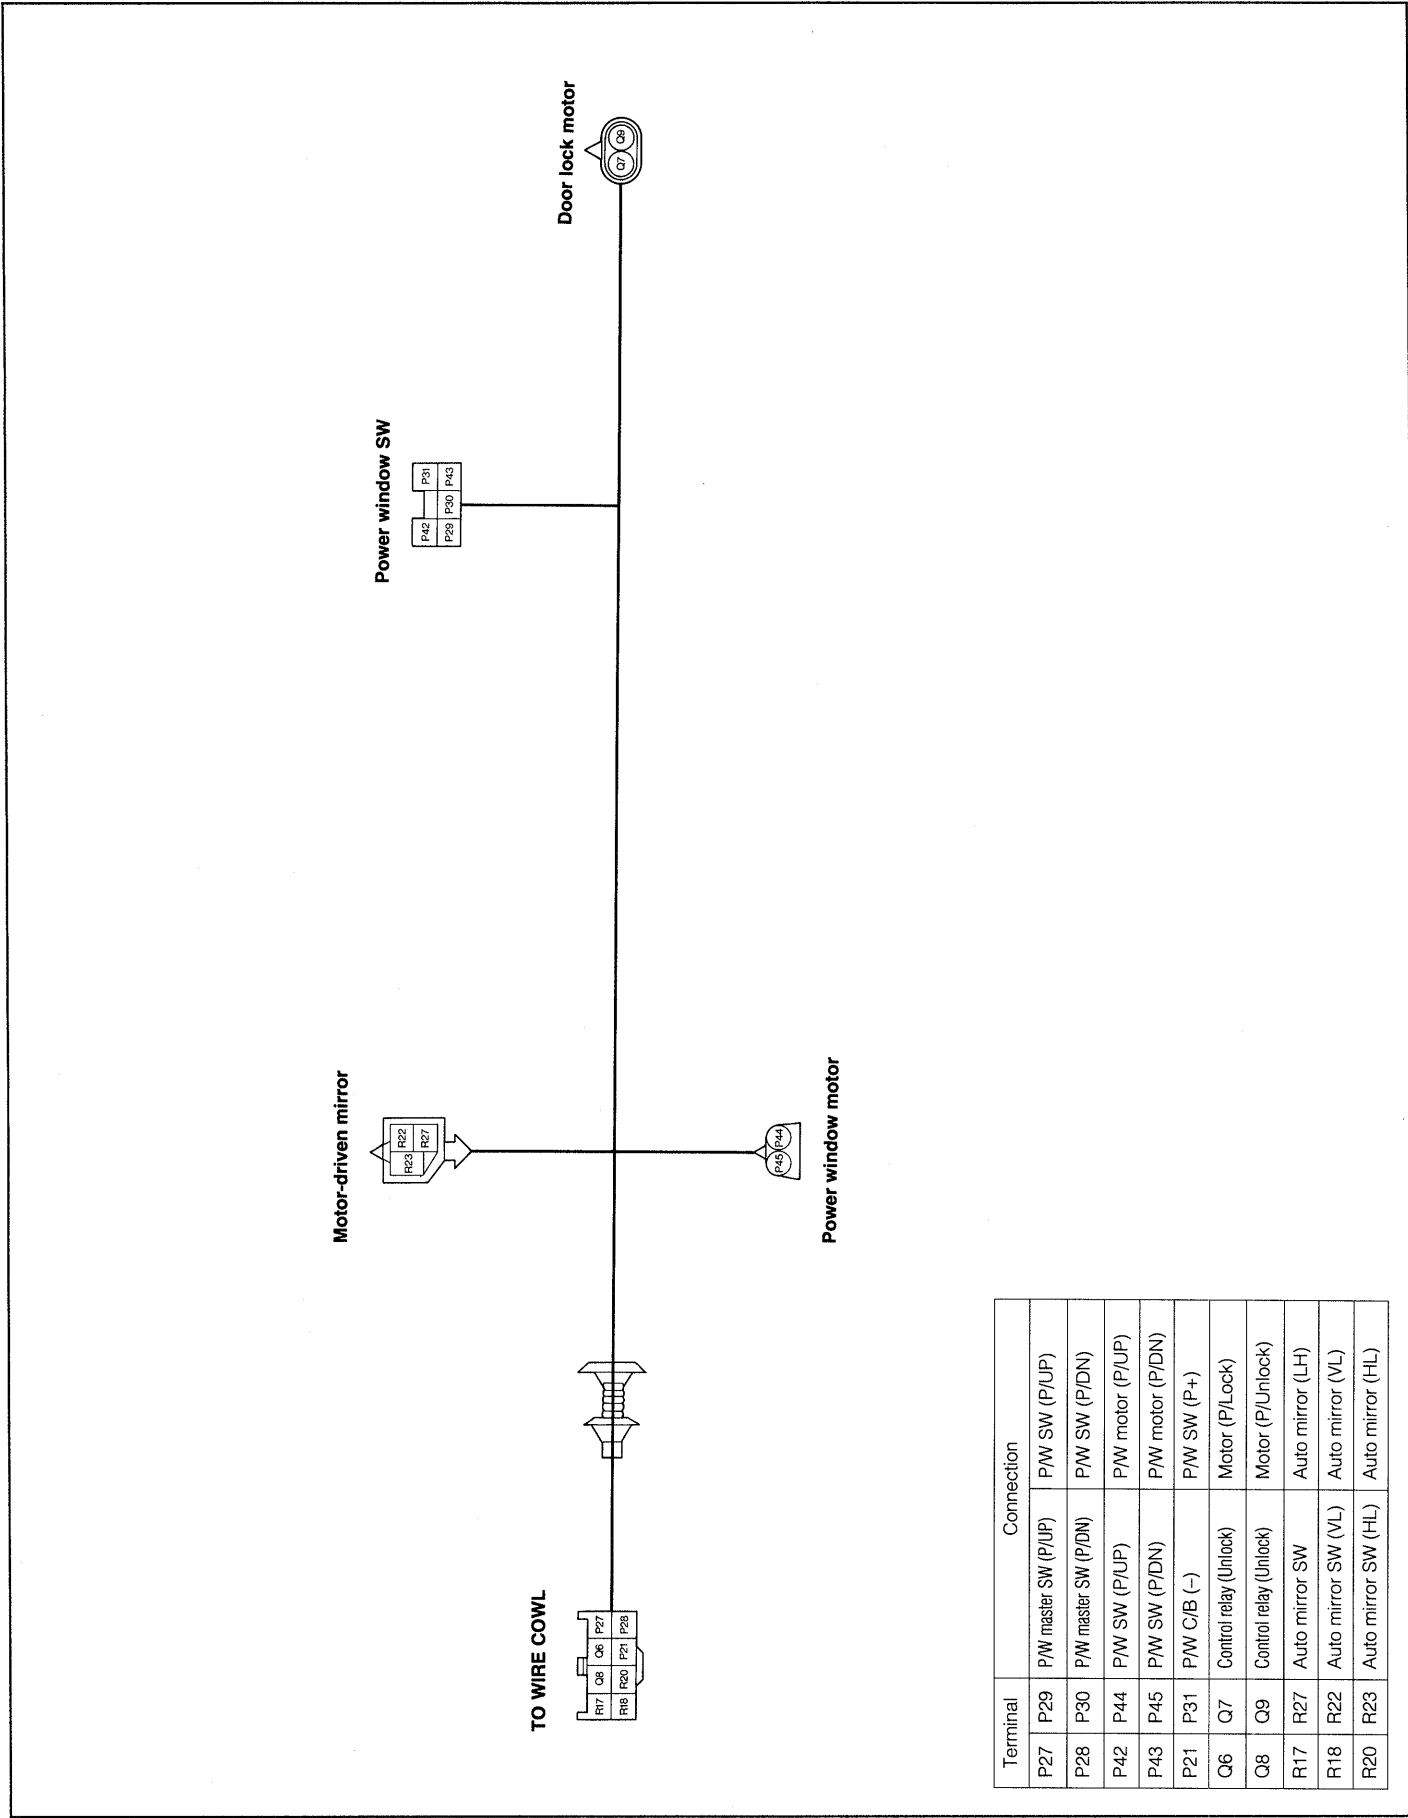 Door lock motor
Q7 Q9
Power window SW
P42 P31
P29 P30 P43
Motor-driven mirror
R23 R22
R27
P45 P44
Power window motor
TO WIRE COWL
R17 Q8 Q6 P27
R18 R20 P21 P28
Terminal Connection
P27 P29 P/W master SW (P/UP) P/W SW (P/UP)
P28 P30 P/W master SW (P/DN) P/W SW (P/DN)
P42 P44 P/W SW (P/UP) P/W motor (P/UP)
P43 P45 P/W SW (P/DN) P/W motor (P/DN)
P21 P31 P/W C/B (−) P/W SW (P+)
Q6 Q7 Control relay (Unlock) Motor (P/Lock)
Q8 Q9 Control relay (Unlock) Motor (P/Unlock)
R17 R27 Auto mirror SW Auto mirror (LH)
R18 R22 Auto mirror SW (VL) Auto mirror (VL)
R20 R23 Auto mirror SW (HL) Auto mirror (HL)